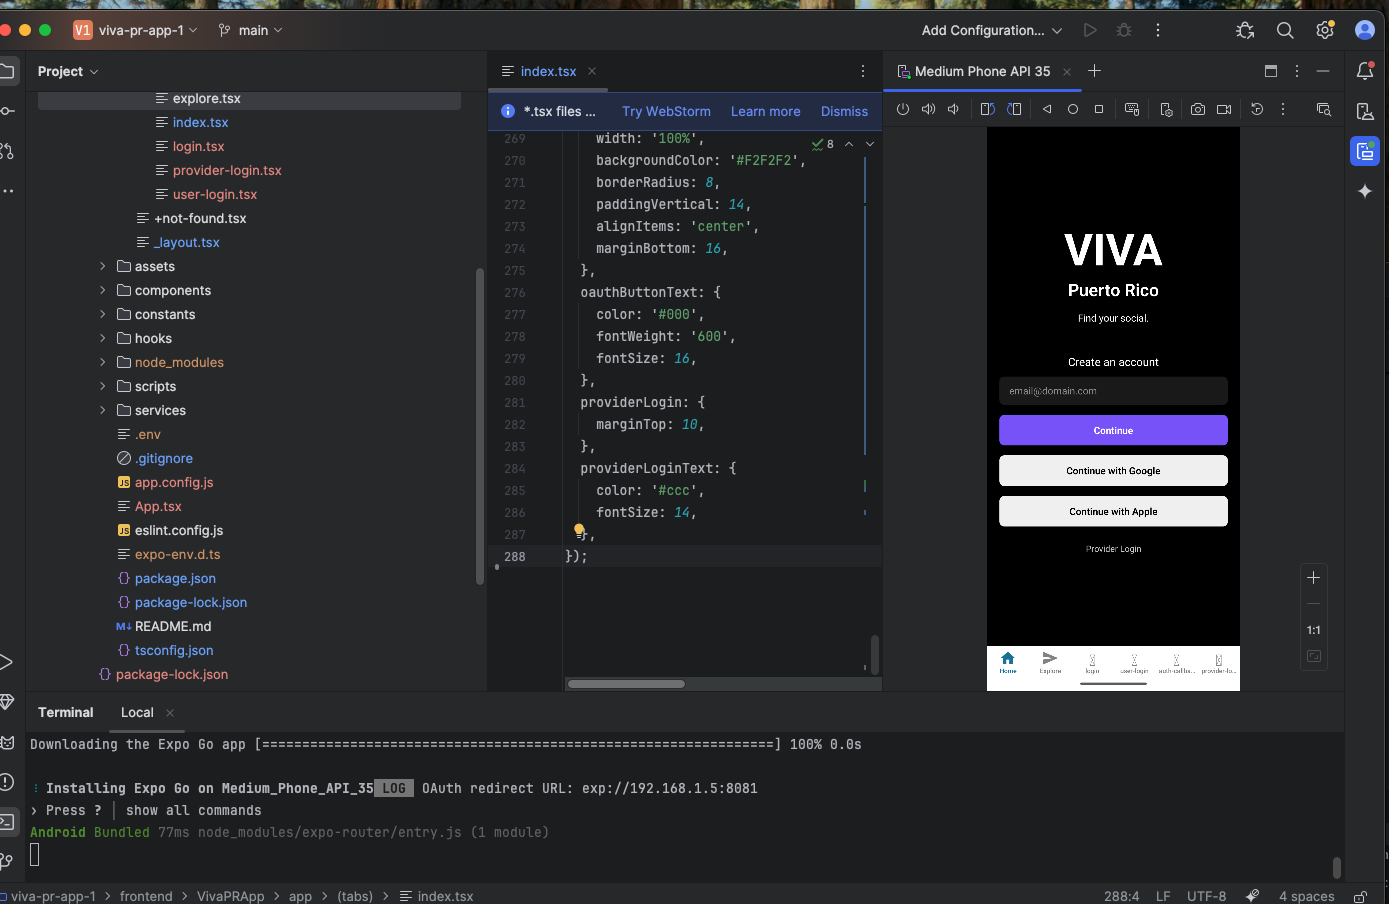 V1 viva-pr-app-1
main
Add Configuration...
Project
index.tsx
Medium Phone API 35
*.tsx files ... Try WebStorm Learn more Dismiss
explore.tsx
index.tsx
login.tsx
provider-login.tsx
user-login.tsx
+not-found.tsx
_layout.tsx
assets
components
constants
hooks
node_modules
scripts
services
.env
.gitignore
JS app.config.js
App.tsx
JS eslint.config.js
expo-env.d.ts
{} package.json
{} package-lock.json
M↓ README.md
{} tsconfig.json
{} package-lock.json
8
269 width: '100%',
270 backgroundColor: '#F2F2F2',
271 borderRadius: 8,
272 paddingVertical: 14,
273 alignItems: 'center',
274 marginBottom: 16,
275 },
276 oauthButtonText: {
277 color: '#000',
278 fontWeight: '600',
279 fontSize: 16,
280 },
281 providerLogin: {
282 marginTop: 10,
283 },
284 providerLoginText: {
285 color: '#ccc',
286 fontSize: 14,
287 },
288 });
VIVA
Puerto Rico
Find your social.
Create an account
email@domain.com
Continue
Continue with Google
Continue with Apple
Provider Login
Home Explore login user-login auth-callba... provider-lo...
1:1
Terminal Local
Downloading the Expo Go app [================================================================] 100% 0.0s
: Installing Expo Go on Medium_Phone_API_35 LOG OAuth redirect URL: exp://192.168.1.5:8081
› Press ? │ show all commands
Android Bundled 77ms node_modules/expo-router/entry.js (1 module)
viva-pr-app-1 > frontend > VivaPRApp > app > (tabs) > index.tsx
288:4 LF UTF-8 4 spaces